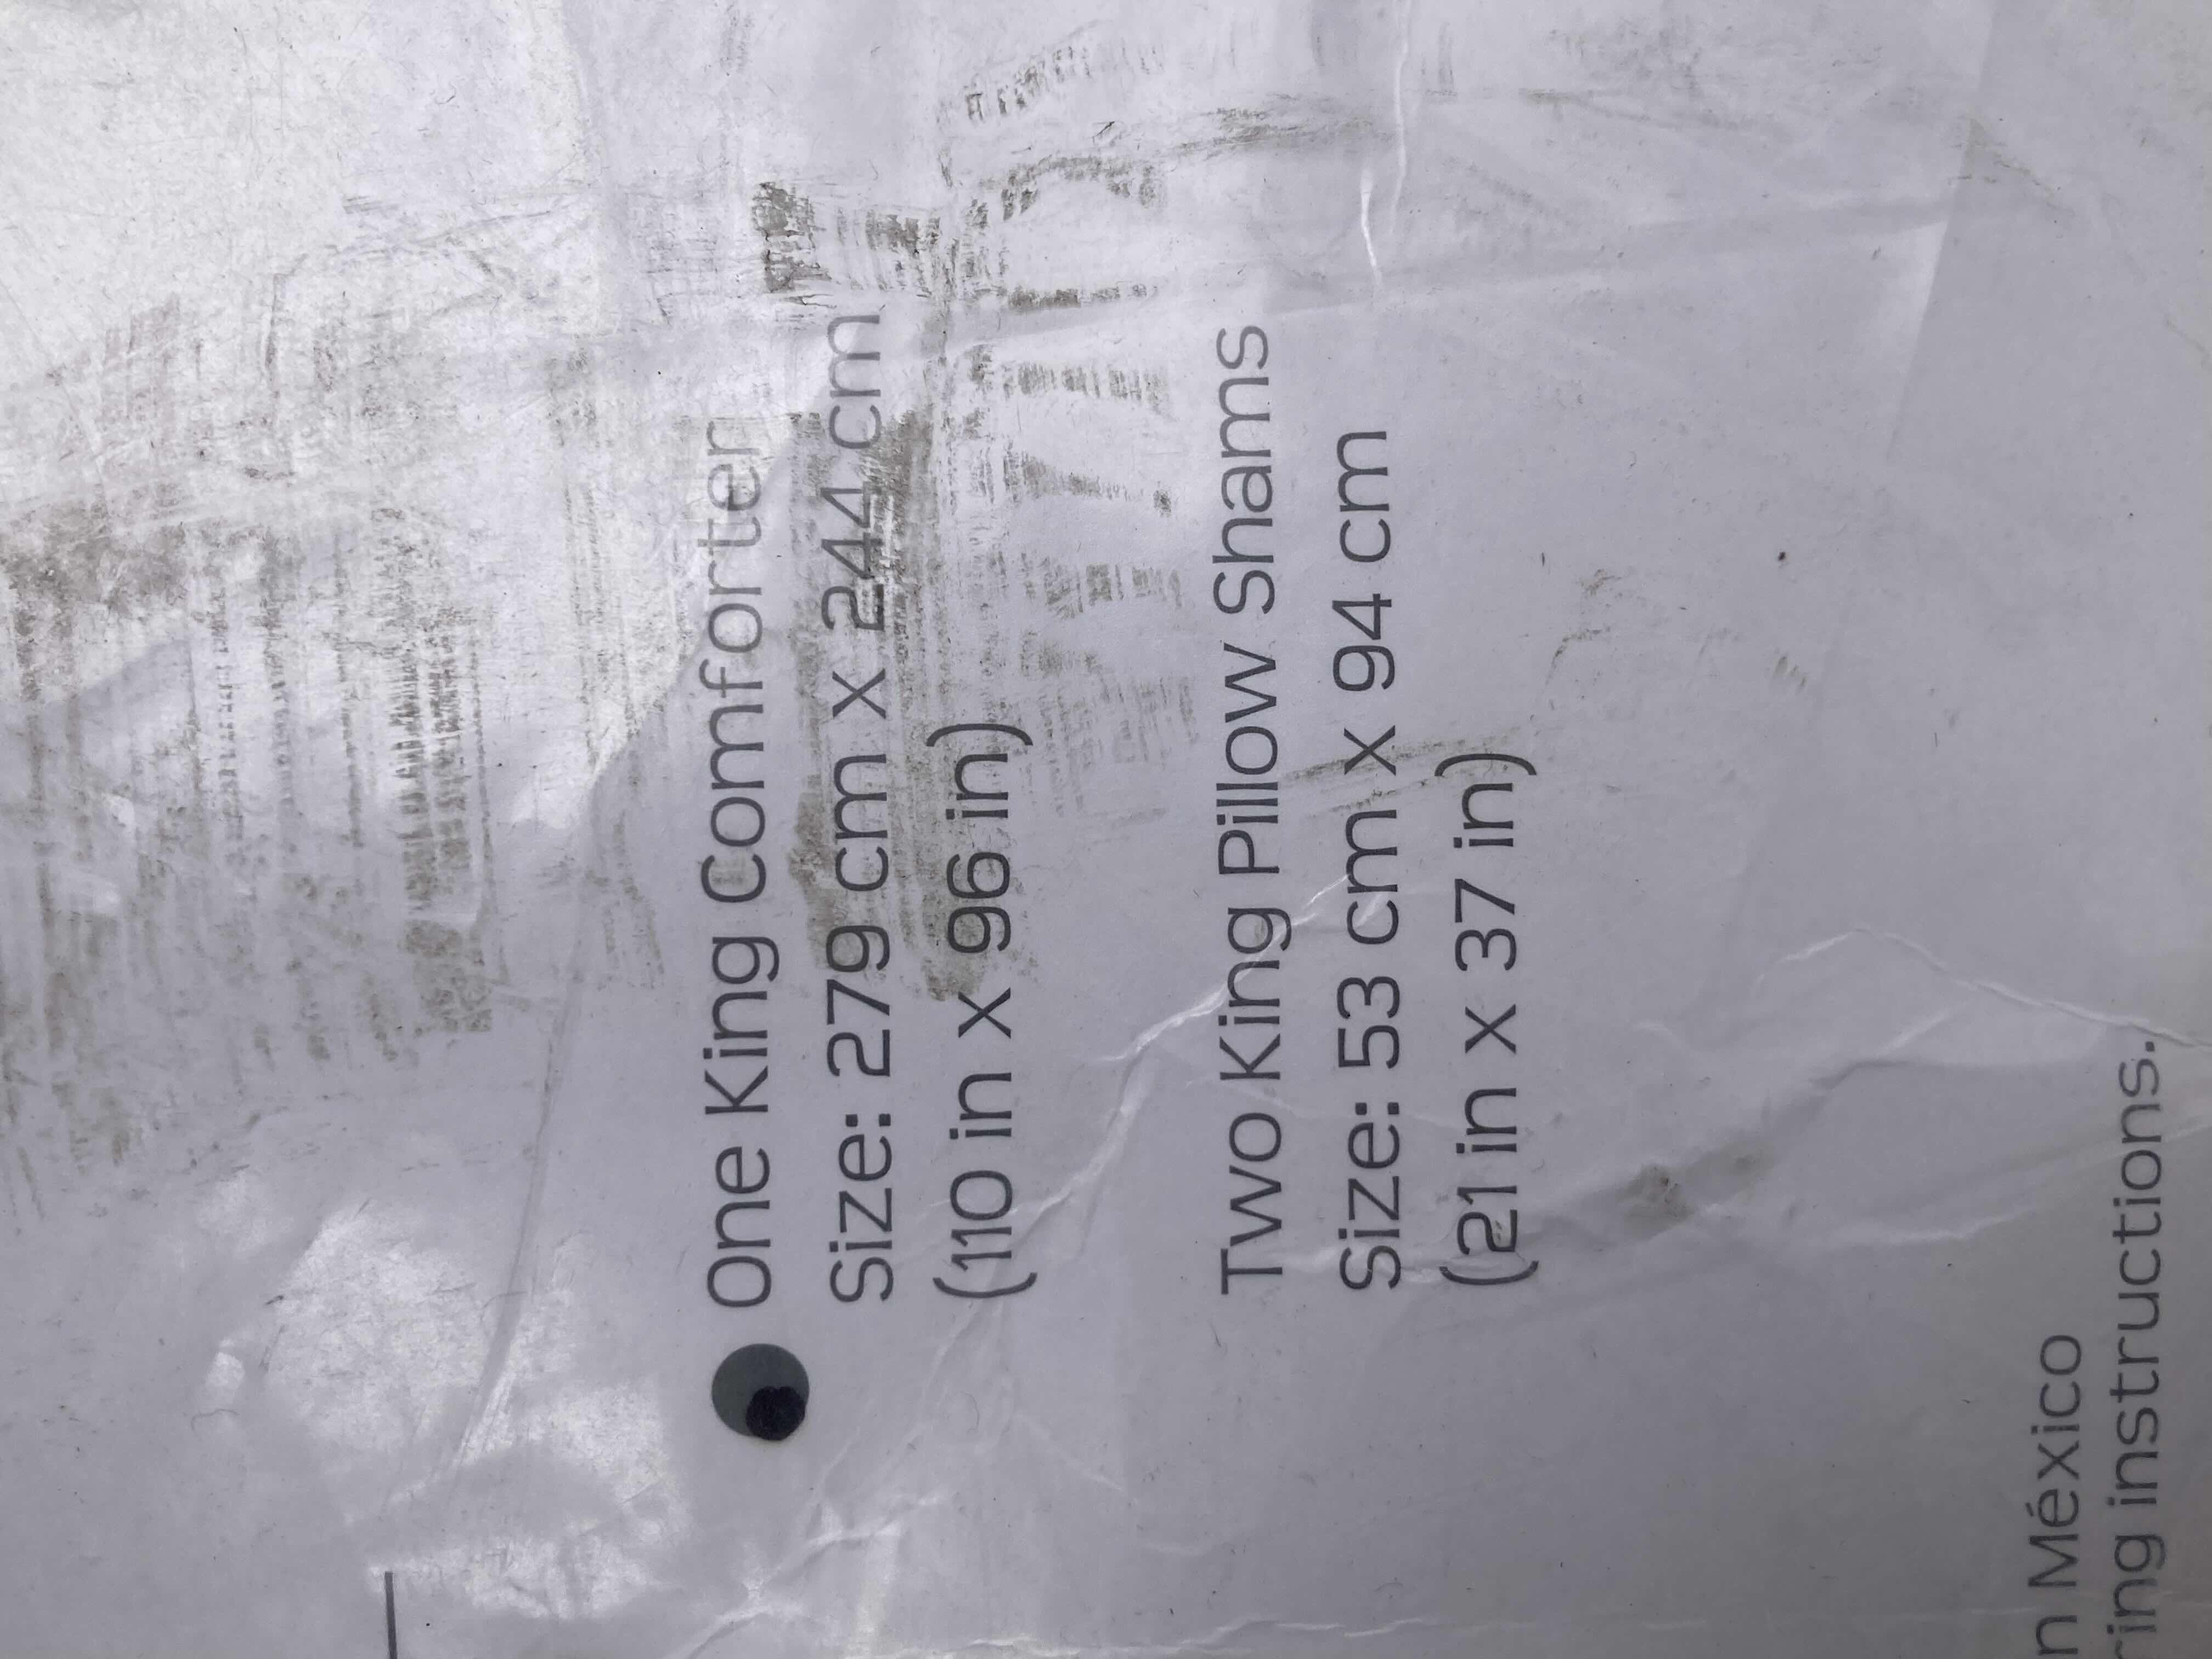 One King Comforter
Size: 279 cm x 244 cm
(110 in x 96 in)
Two King Pillow Shams
Size: 53 cm x 94 cm
(21 in x 37 in)
México
instructions.